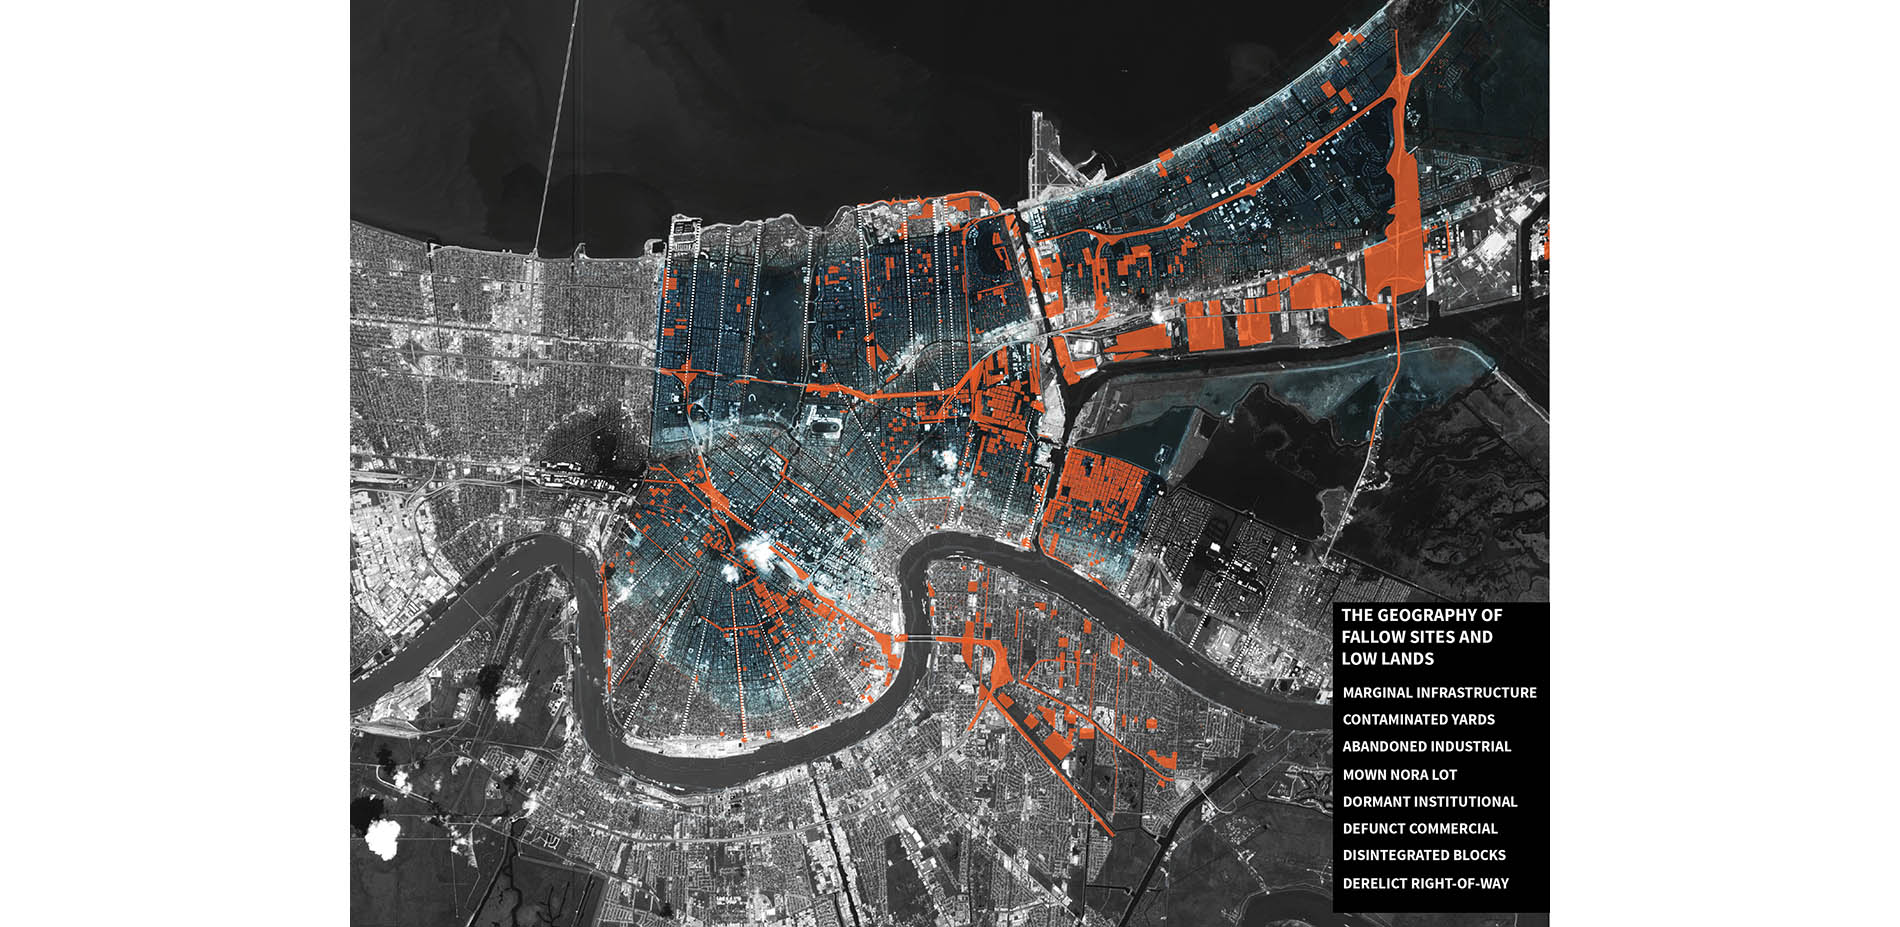 THE GEOGRAPHY OF
FALLOW SITES AND
LOW LANDS
MARGINAL INFRASTRUCTURE
CONTAMINATED YARDS
ABANDONED INDUSTRIAL
MOWN NORA LOT
DORMANT INSTITUTIONAL
DEFUNCT COMMERCIAL
DISINTEGRATED BLOCKS
DERELICT RIGHT-OF-WAY